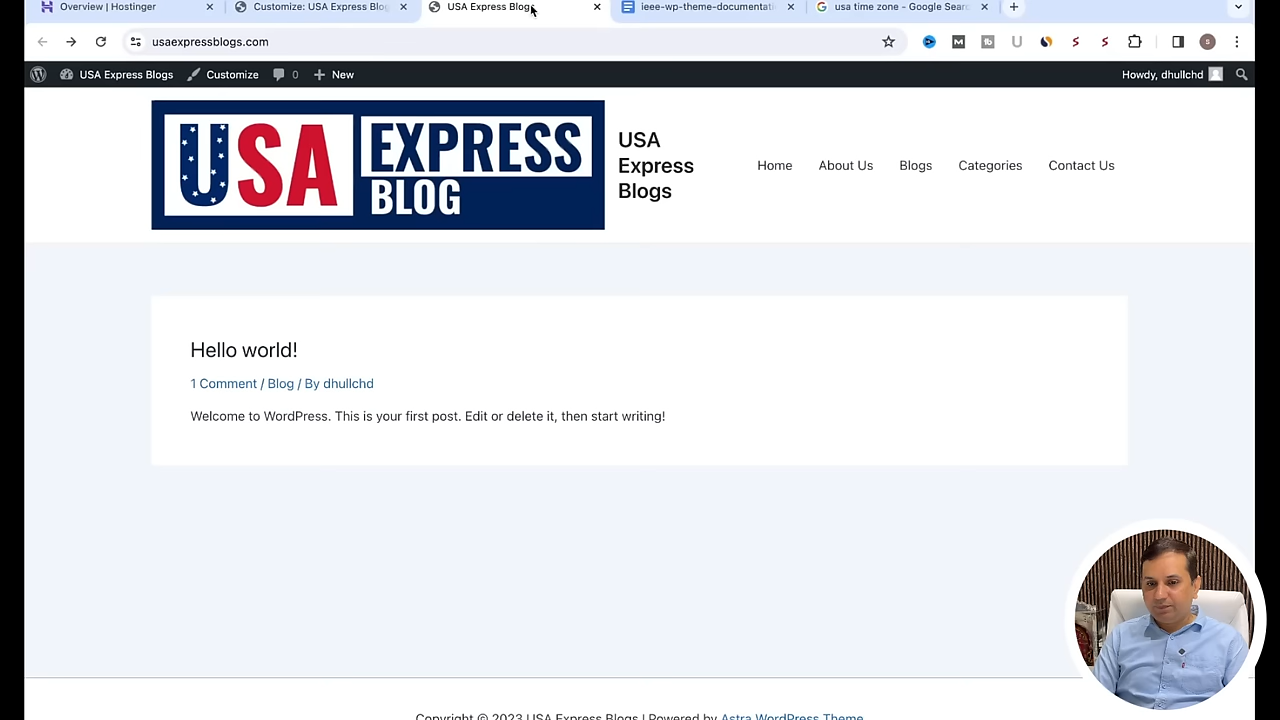 Overview | Hostinger
Customize: USA Express Blog
USA Express Blogs
ieee-wp-theme-documentati
usa time zone - Google Sear
usaexpressblogs.com
USA Express Blogs
Customize
0
New
Howdy, dhullchd
USA EXPRESS BLOG
USA
Express
Blogs
Home
About Us
Blogs
Categories
Contact Us
Hello world!
1 Comment / Blog / By dhullchd
Welcome to WordPress. This is your first post. Edit or delete it, then start writing!
Copyright © 2023 USA Express Blogs | Powered by Astra WordPress Theme